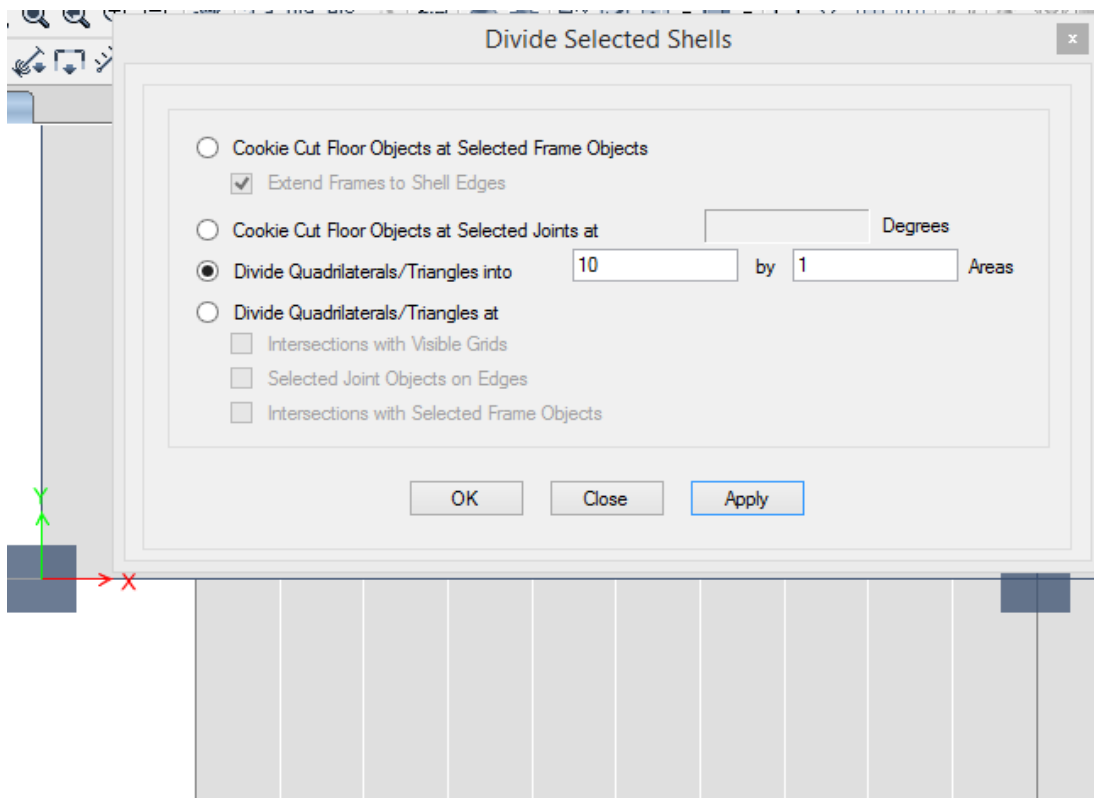 Divide Selected Shells
x
Cookie Cut Floor Objects at Selected Frame Objects
Extend Frames to Shell Edges
Cookie Cut Floor Objects at Selected Joints at Degrees
Divide Quadrilaterals/Triangles into 10 by 1 Areas
Divide Quadrilaterals/Triangles at
Intersections with Visible Grids
Selected Joint Objects on Edges
Intersections with Selected Frame Objects
OK Close Apply
Y
X